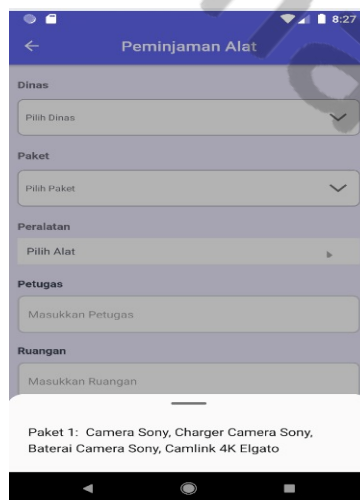 8:27
Peminjaman Alat
Dinas
Pilih Dinas
Paket
Pilih Paket
Peralatan
Pilih Alat
Petugas
Masukkan Petugas
Ruangan
Masukkan Ruangan
Paket 1: Camera Sony, Charger Camera Sony,
Baterai Camera Sony, Camlink 4K Elgato